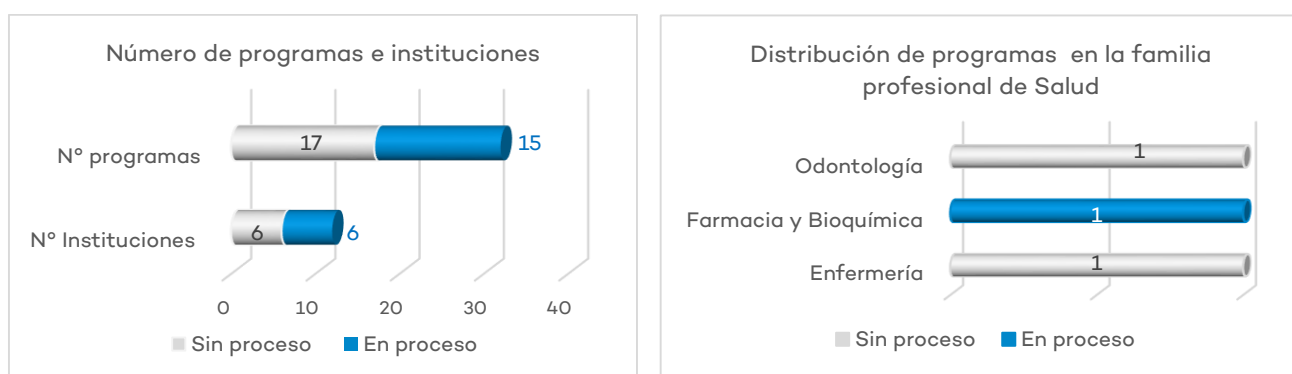 Número de programas e instituciones
Nº programas
17
15
Nº Instituciones
6
6
0 10 20 30 40
Sin proceso En proceso
Distribución de programas en la familia
profesional de Salud
Odontología
1
Farmacia y Bioquímica
1
Enfermería
1
Sin proceso En proceso